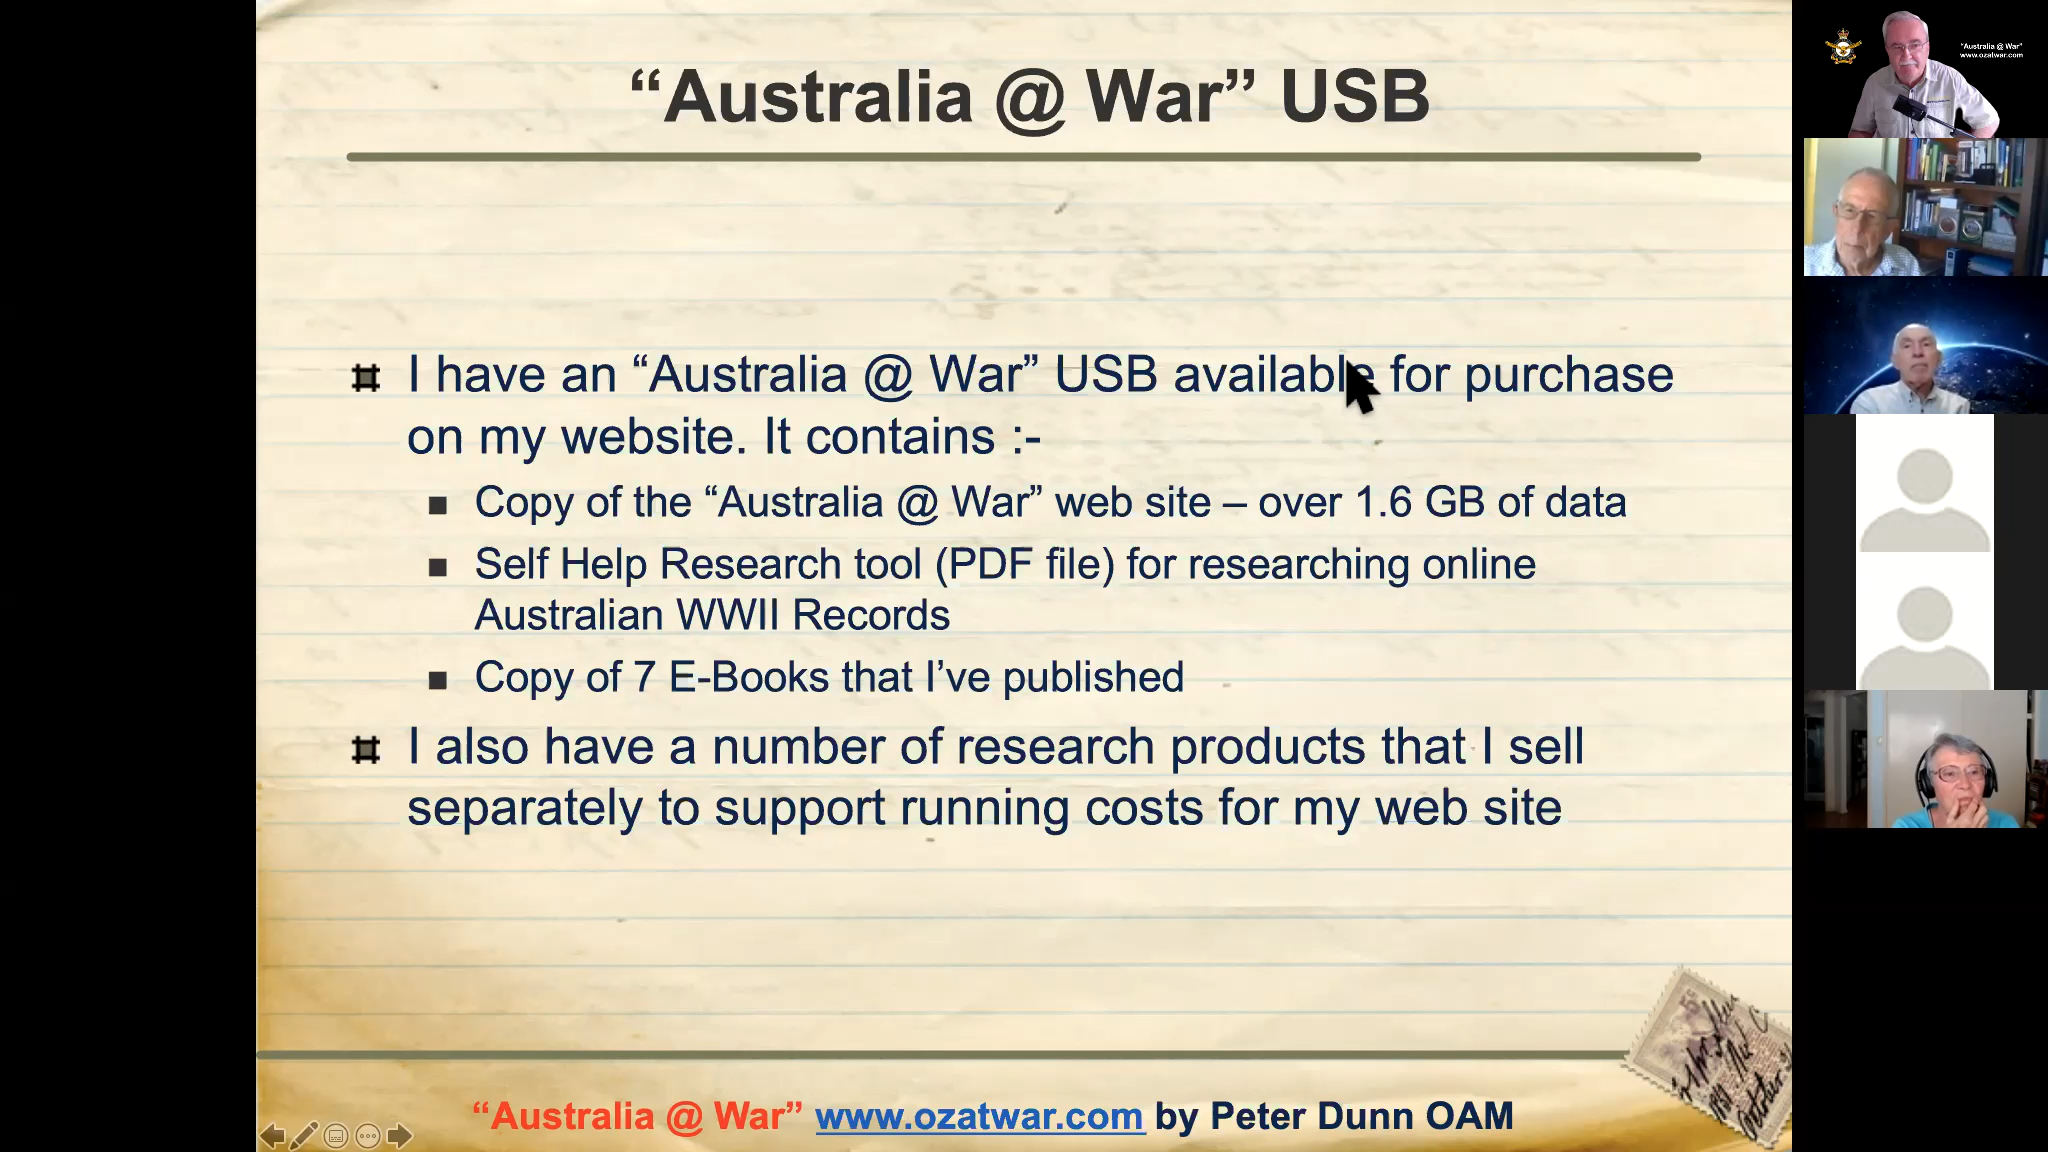 “Australia @ War” USB
I have an “Australia @ War” USB available for purchase
on my website. It contains :-
Copy of the “Australia @ War” web site – over 1.6 GB of data
Self Help Research tool (PDF file) for researching online
Australian WWII Records
Copy of 7 E-Books that I’ve published
I also have a number of research products that I sell
separately to support running costs for my web site
“Australia @ War” www.ozatwar.com by Peter Dunn OAM
“Australia @ War”
www.ozatwar.com